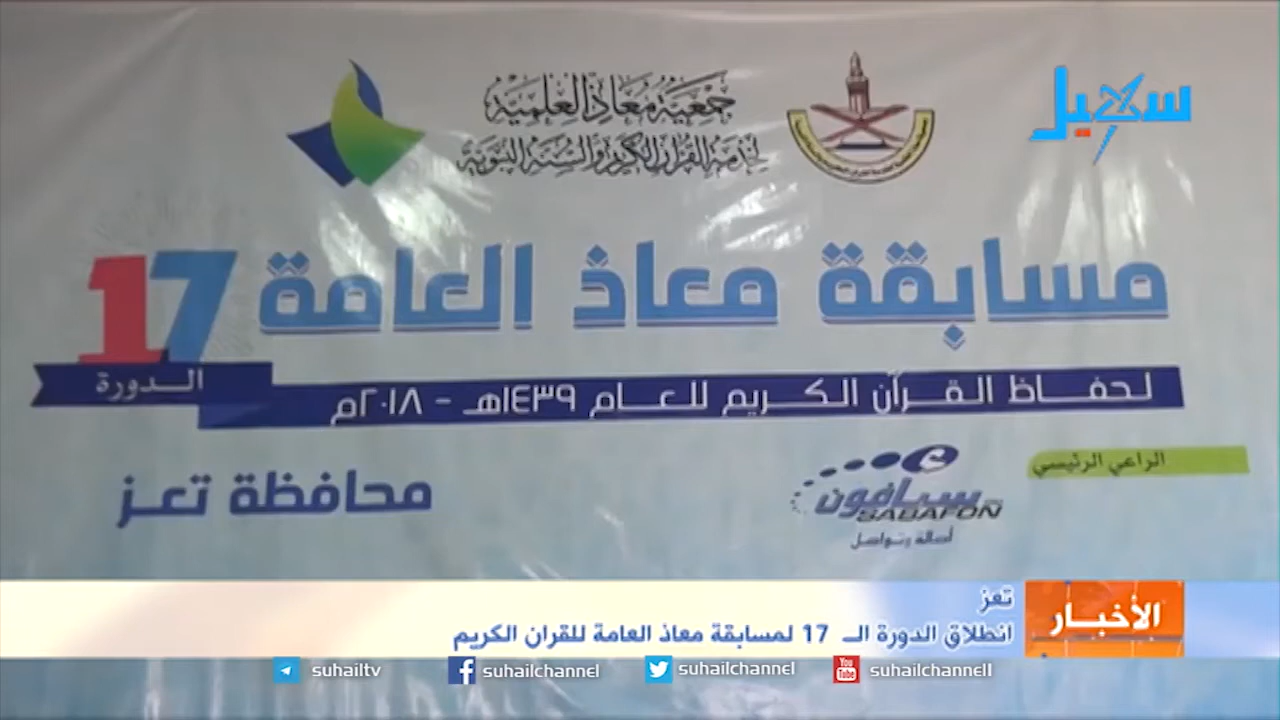 سهيل
جمعية معاذ العلمية
لخدمة القرآن الكريم والسنة النبوية
مسابقة معاذ العامة
17
الدورة
لحفاظ القرآن الكريم للعام ١٤٣٩هـ - ٢٠١٨م
الراعي الرئيسي
سبأفون
SABAFON
أصالة وتواصل
محافظة تعز
الأخبار
تعز
انطلاق الدورة الـ 17 لمسابقة معاذ العامة للقران الكريم
suhailtv
suhailchannel
suhailchannel
You Tube
suhailchannell